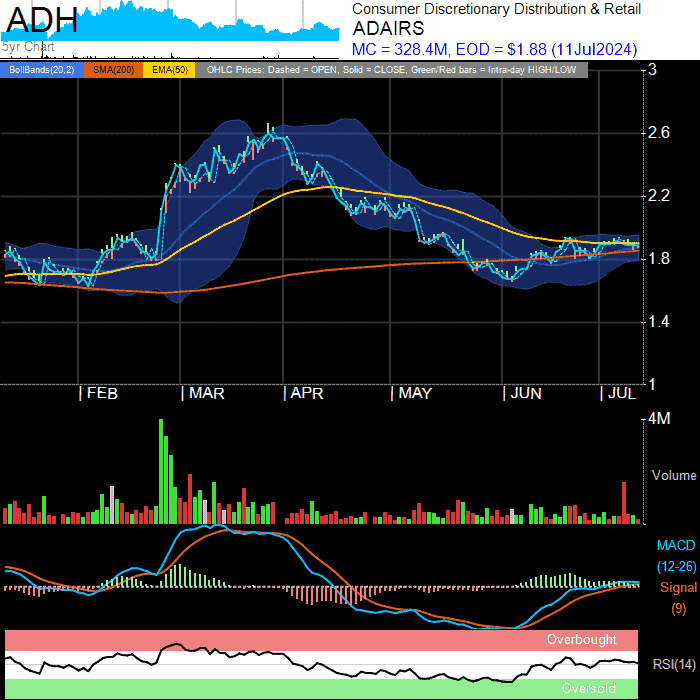 ADH
5yr Chart
Consumer Discretionary Distribution & Retail
ADAIRS
MC = 328.4M, EOD = $1.88 (11Jul2024)
BollBands(20,2) SMA(200) EMA(50) OHLC Prices: Dashed = OPEN, Solid = CLOSE, Green/Red bars = Intra-day HIGH/LOW
3
2.6
2.2
1.8
1.4
1
| FEB | MAR | APR | MAY | JUN | JUL
4M
Volume
MACD
(12-26)
Signal
(9)
Overbought
RSI(14)
Oversold